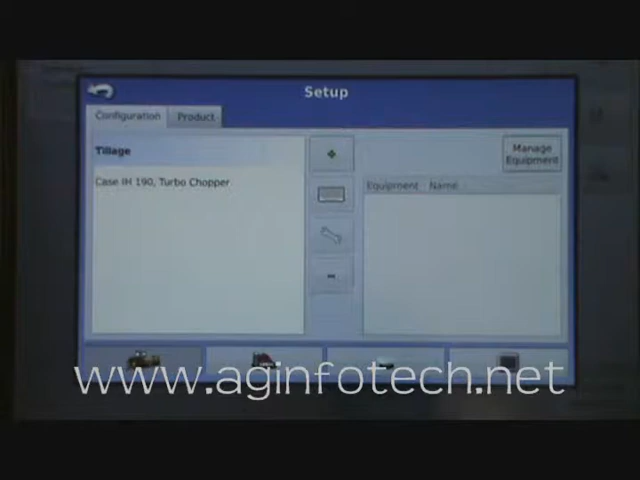 Setup
Configuration
Product
Tillage
Case IH 190, Turbo Chopper
Manage
Equipment
Equipment
Name
www.aginfotech.net